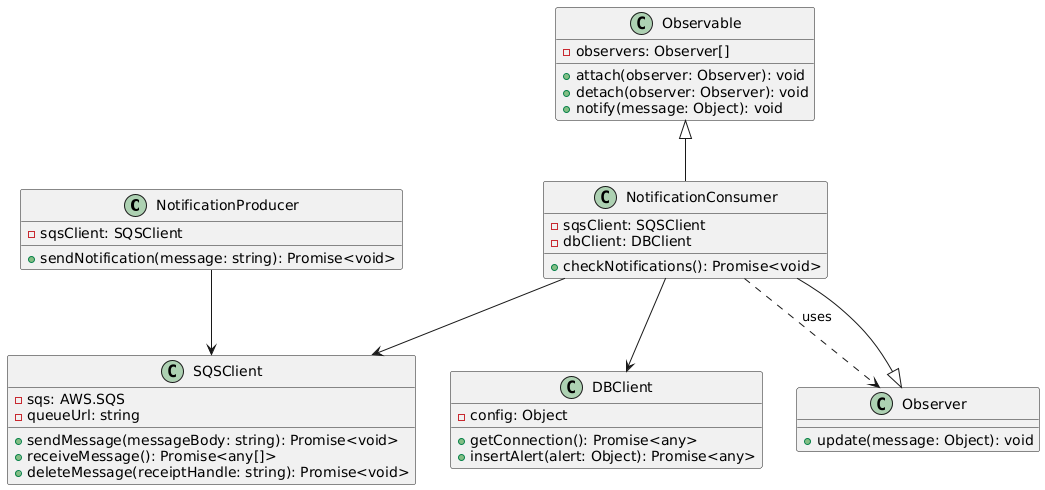 C Observable
observers: Observer[]
attach(observer: Observer): void
detach(observer: Observer): void
notify(message: Object): void
C NotificationProducer
sqsClient: SQSClient
sendNotification(message: string): Promise<void>
C NotificationConsumer
sqsClient: SQSClient
dbClient: DBClient
checkNotifications(): Promise<void>
uses
C SQSClient
sqs: AWS.SQS
queueUrl: string
sendMessage(messageBody: string): Promise<void>
receiveMessage(): Promise<any[]>
deleteMessage(receiptHandle: string): Promise<void>
C DBClient
config: Object
getConnection(): Promise<any>
insertAlert(alert: Object): Promise<any>
C Observer
update(message: Object): void